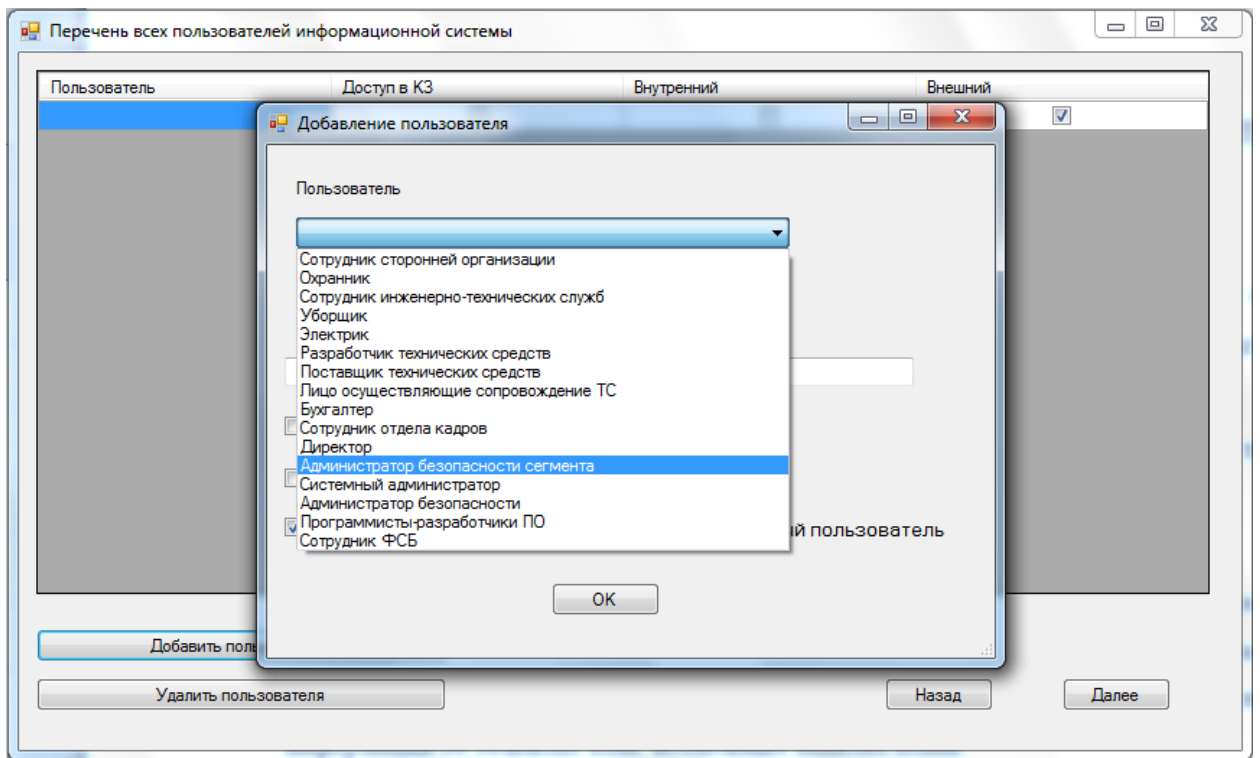 Перечень всех пользователей информационной системы
Пользователь Доступ в КЗ Внутренний Внешний
Добавление пользователя
Пользователь
Сотрудник сторонней организации
Охранник
Сотрудник инженерно-технических служб
Уборщик
Электрик
Разработчик технических средств
Поставщик технических средств
Лицо осуществляющие сопровождение ТС
Бухгалтер
Сотрудник отдела кадров
Директор
Администратор безопасности сегмента
Системный администратор
Администратор безопасности
Программисты-разработчики ПО
Сотрудник ФСБ
пользователь
OK
Добавить
Удалить пользователя
Назад
Далее